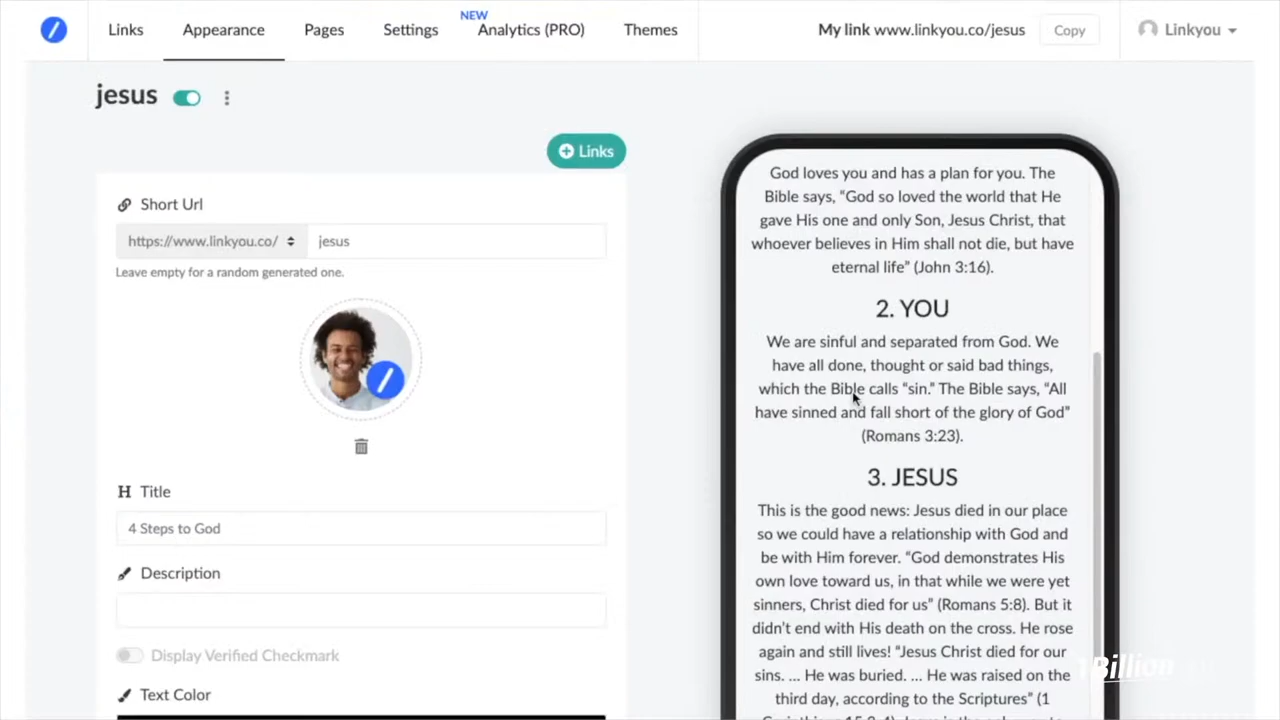 Links
Appearance
Pages
Settings
NEW
Analytics (PRO)
Themes
My link www.linkyou.co/jesus
Copy
Linkyou
jesus
Links
Short Url
https://www.linkyou.co/
jesus
Leave empty for a random generated one.
H Title
4 Steps to God
Description
Display Verified Checkmark
Text Color
God loves you and has a plan for you. The
Bible says, “God so loved the world that He
gave His one and only Son, Jesus Christ, that
whoever believes in Him shall not die, but have
eternal life” (John 3:16).
2. YOU
We are sinful and separated from God. We
have all done, thought or said bad things,
which the Bible calls “sin.” The Bible says, “All
have sinned and fall short of the glory of God”
(Romans 3:23).
3. JESUS
This is the good news: Jesus died in our place
so we could have a relationship with God and
be with Him forever. “God demonstrates His
own love toward us, in that while we were yet
sinners, Christ died for us” (Romans 5:8). But it
didn’t end with His death on the cross. He rose
again and still lives! “Jesus Christ died for our
sins. ... He was buried. ... He was raised on the
third day, according to the Scriptures” (1
1Billion